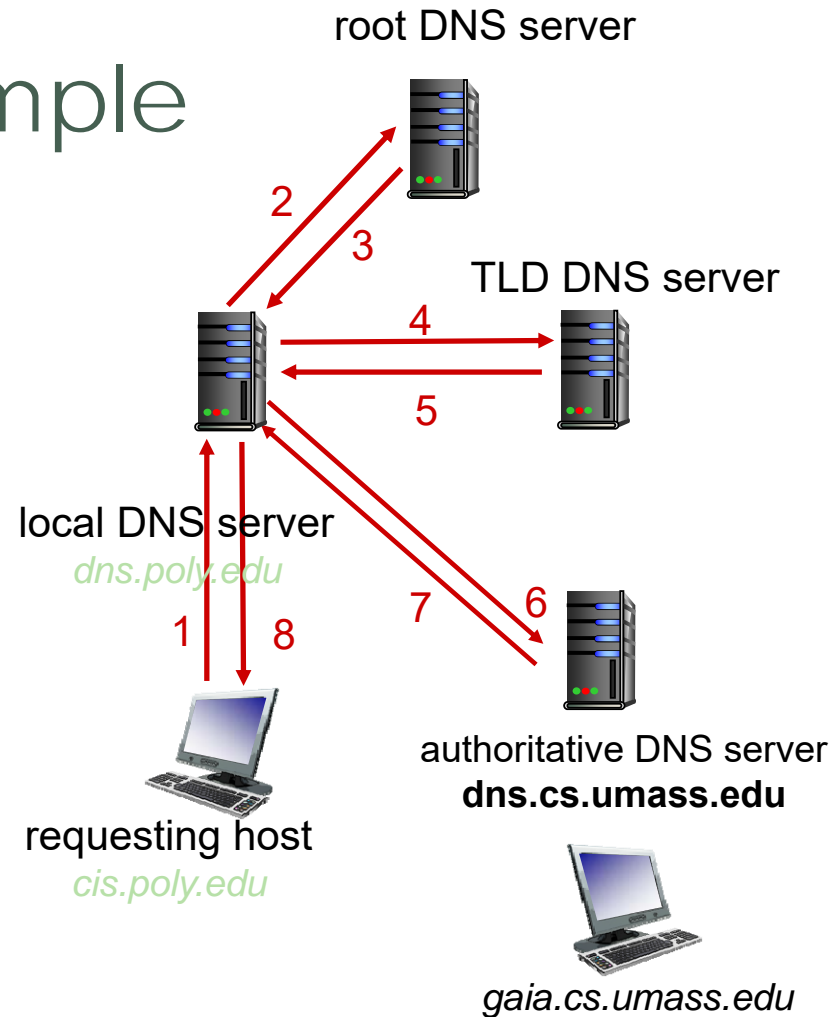 root DNS server
mple
2
3
TLD DNS server
4
5
local DNS server
dns.poly.edu
1
8
7
6
authoritative DNS server
dns.cs.umass.edu
requesting host
cis.poly.edu
gaia.cs.umass.edu